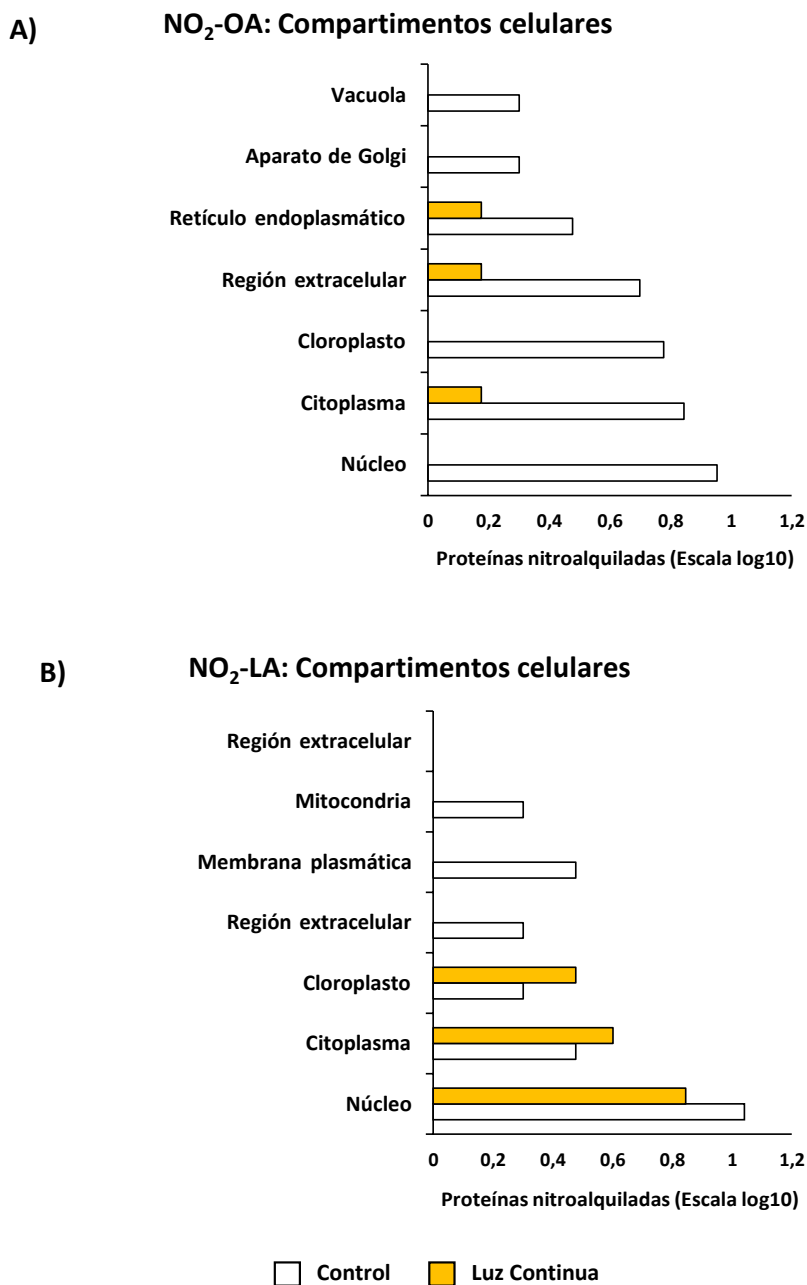 A)
NO₂-OA: Compartimentos celulares
Vacuola
Aparato de Golgi
Retículo endoplasmático
Región extracelular
Cloroplasto
Citoplasma
Núcleo
0 0,2 0,4 0,6 0,8 1 1,2
Proteínas nitroalquiladas (Escala log10)
B)
NO₂-LA: Compartimentos celulares
Región extracelular
Mitocondria
Membrana plasmática
Región extracelular
Cloroplasto
Citoplasma
Núcleo
0 0,2 0,4 0,6 0,8 1 1,2
Proteínas nitroalquiladas (Escala log10)
Control Luz Continua